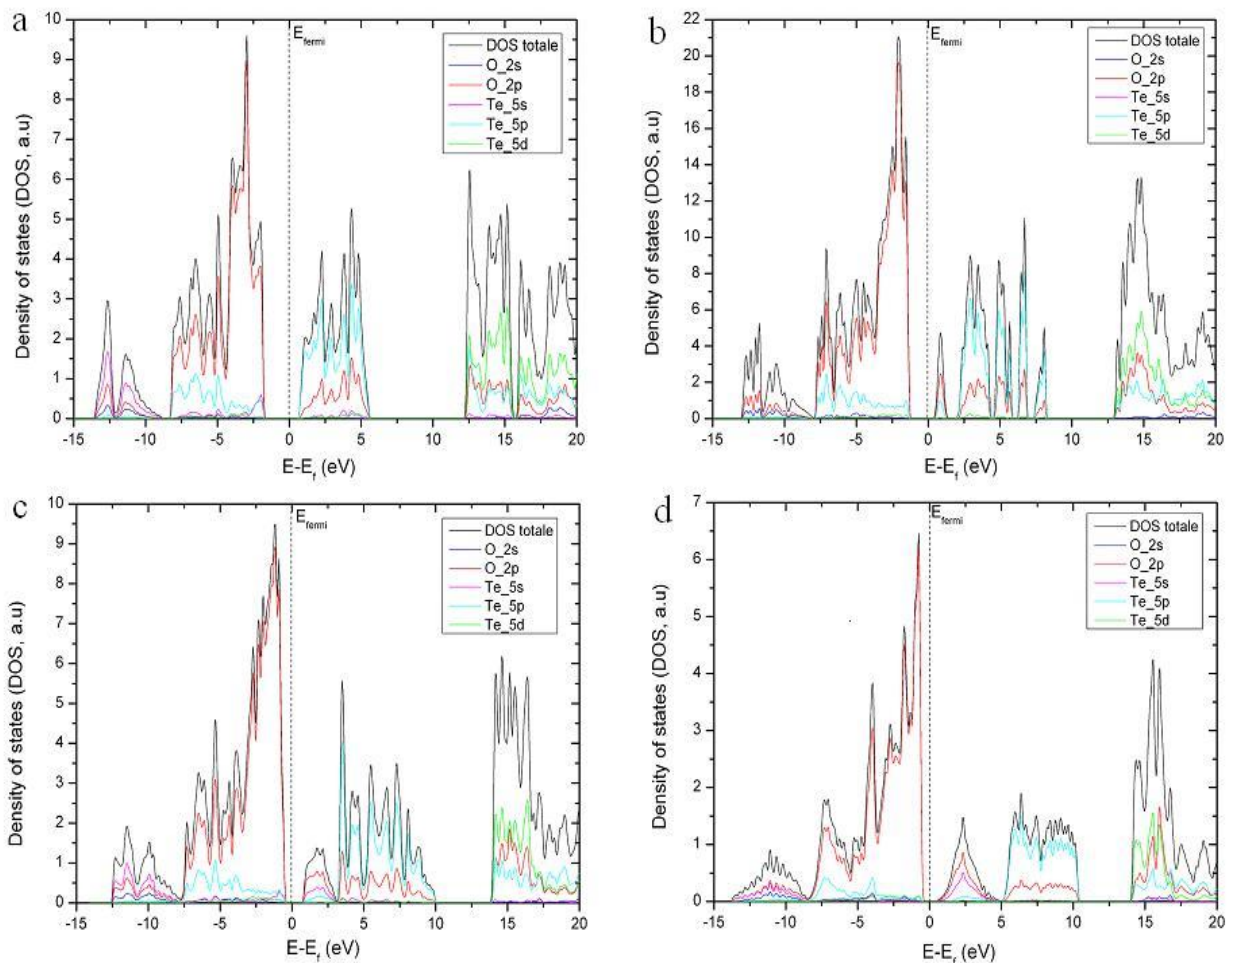 a
E_fermi
DOS totale
O_2s
O_2p
Te_5s
Te_5p
Te_5d
Density of states (DOS, a.u)
10
9
8
7
6
5
4
3
2
1
0
-15
-10
-5
0
5
10
15
20
E-E_f (eV)
b
E_fermi
DOS totale
O_2s
O_2p
Te_5s
Te_5p
Te_5d
Density of states (DOS, a.u)
22
20
18
16
14
12
10
8
6
4
2
0
-15
-10
-5
0
5
10
15
20
E-E_f (eV)
c
E_fermi
DOS totale
O_2s
O_2p
Te_5s
Te_5p
Te_5d
Density of states (DOS, a.u)
10
9
8
7
6
5
4
3
2
1
0
-15
-10
-5
0
5
10
15
20
E-E_f (eV)
d
E_fermi
DOS totale
O_2s
O_2p
Te_5s
Te_5p
Te_5d
Density of states (DOS, a.u)
7
6
5
4
3
2
1
0
-15
-10
-5
0
5
10
15
20
E-E_f (eV)